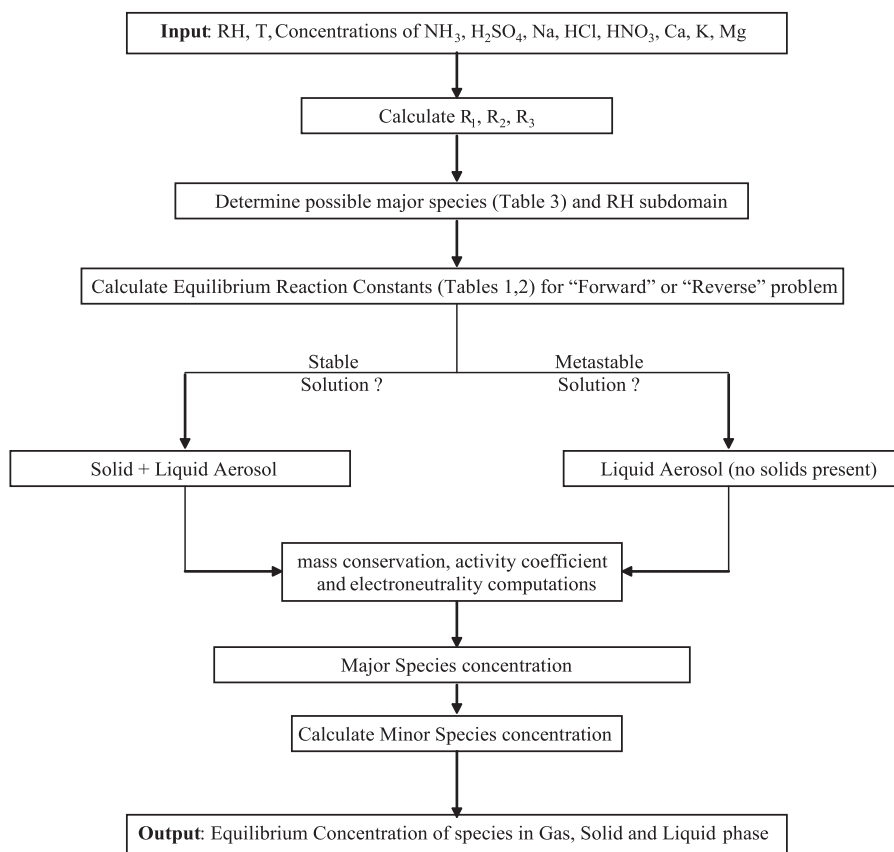 Input: RH, T, Concentrations of NH₃, H₂SO₄, Na, HCl, HNO₃, Ca, K, Mg
Calculate R₁, R₂, R₃
Determine possible major species (Table 3) and RH subdomain
Calculate Equilibrium Reaction Constants (Tables 1,2) for “Forward” or “Reverse” problem
Stable
Solution ?
Metastable
Solution ?
Solid + Liquid Aerosol
Liquid Aerosol (no solids present)
mass conservation, activity coefficient
and electroneutrality computations
Major Species concentration
Calculate Minor Species concentration
Output: Equilibrium Concentration of species in Gas, Solid and Liquid phase